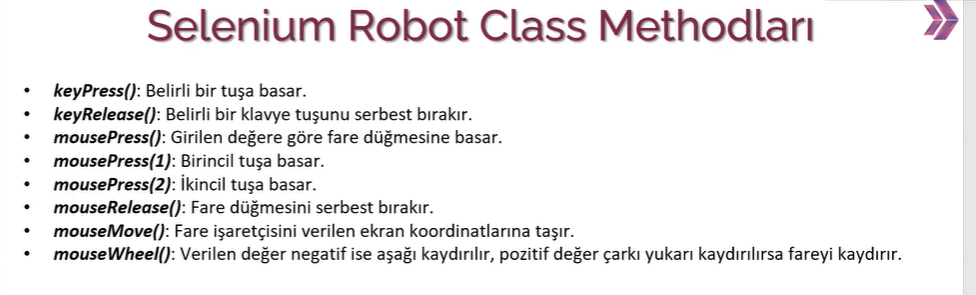 Selenium Robot Class Methodları
• keyPress(): Belirli bir tuşa basar.
• keyRelease(): Belirli bir klavye tuşunu serbest bırakır.
• mousePress(): Girilen değere göre fare düğmesine basar.
• mousePress(1): Birincil tuşa basar.
• mousePress(2): İkincil tuşa basar.
• mouseRelease(): Fare düğmesini serbest bırakır.
• mouseMove(): Fare işaretçisini verilen ekran koordinatlarına taşır.
• mouseWheel(): Verilen değer negatif ise aşağı kaydırılır, pozitif değer çarkı yukarı kaydırılırsa fareyi kaydırır.